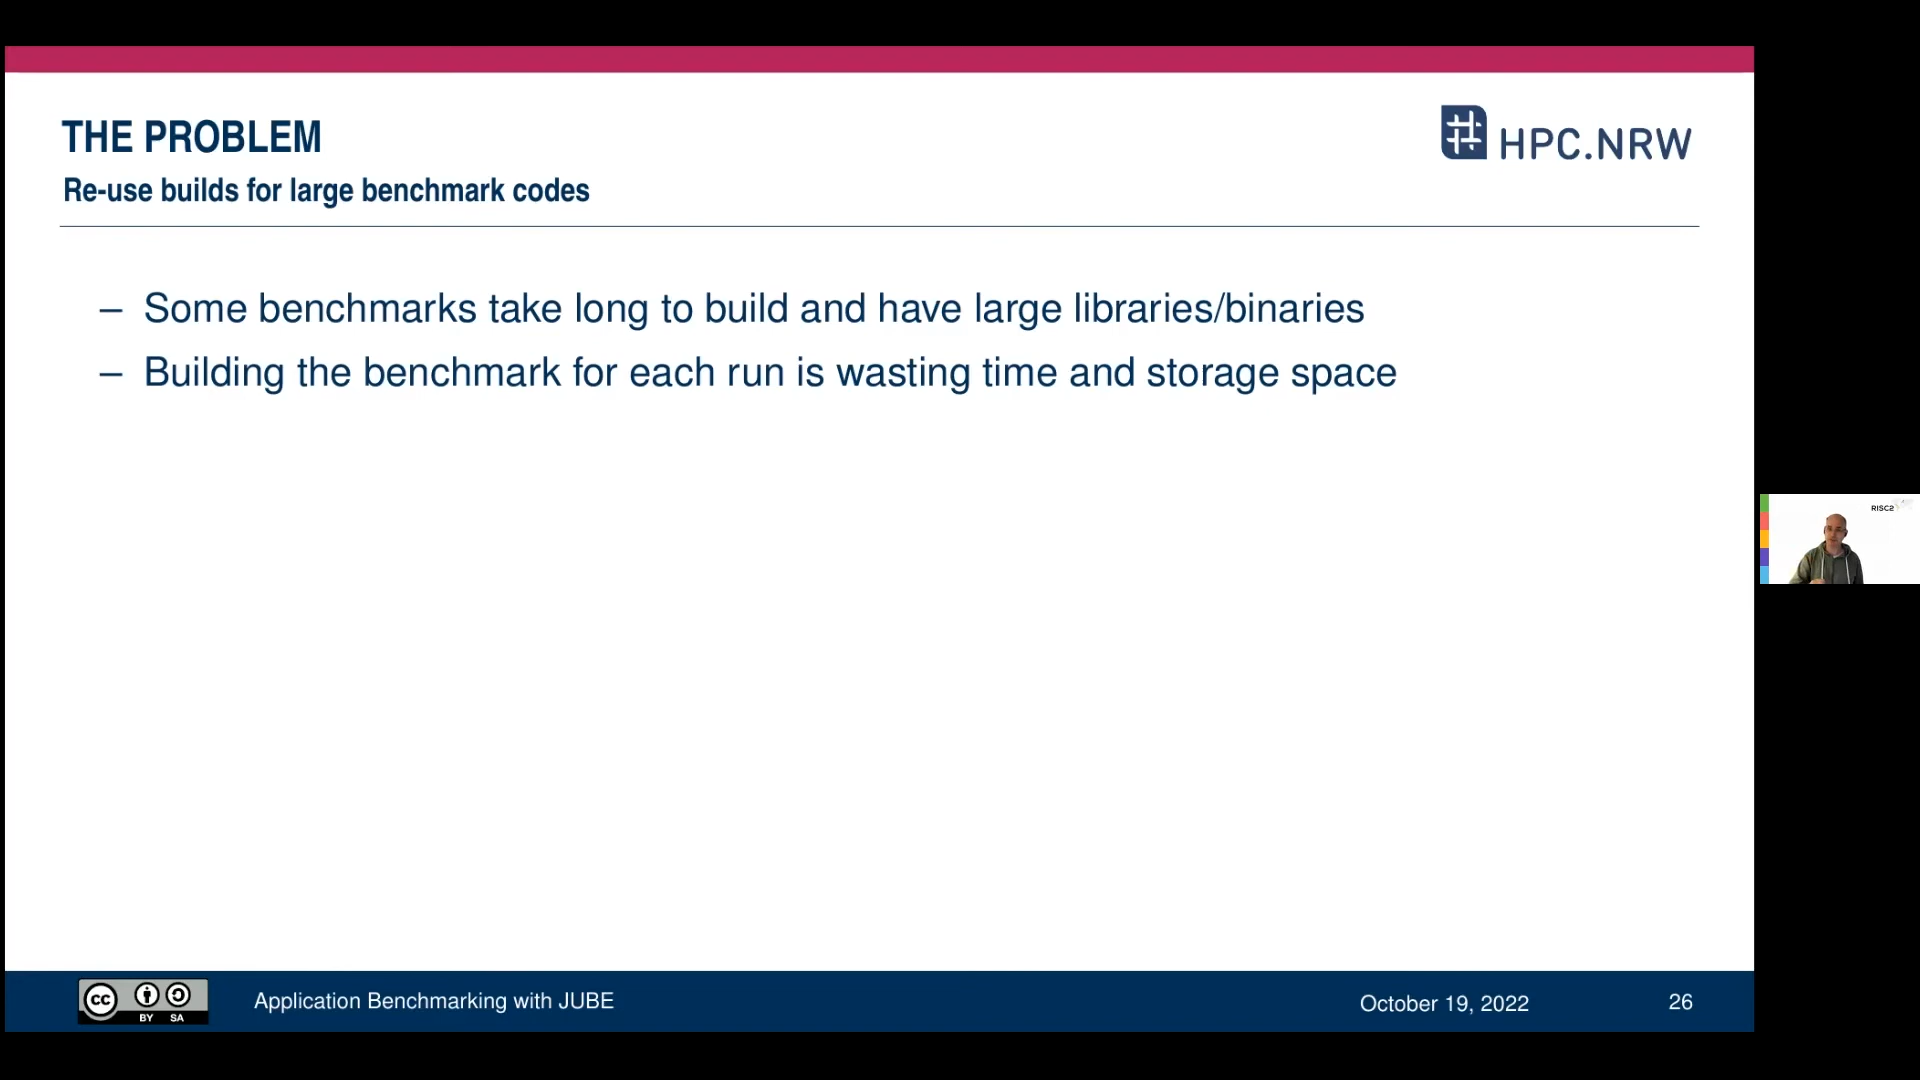 THE PROBLEM
HPC.NRW
Re-use builds for large benchmark codes
– Some benchmarks take long to build and have large libraries/binaries
– Building the benchmark for each run is wasting time and storage space
RISC2
cc BY SA
Application Benchmarking with JUBE
October 19, 2022
26